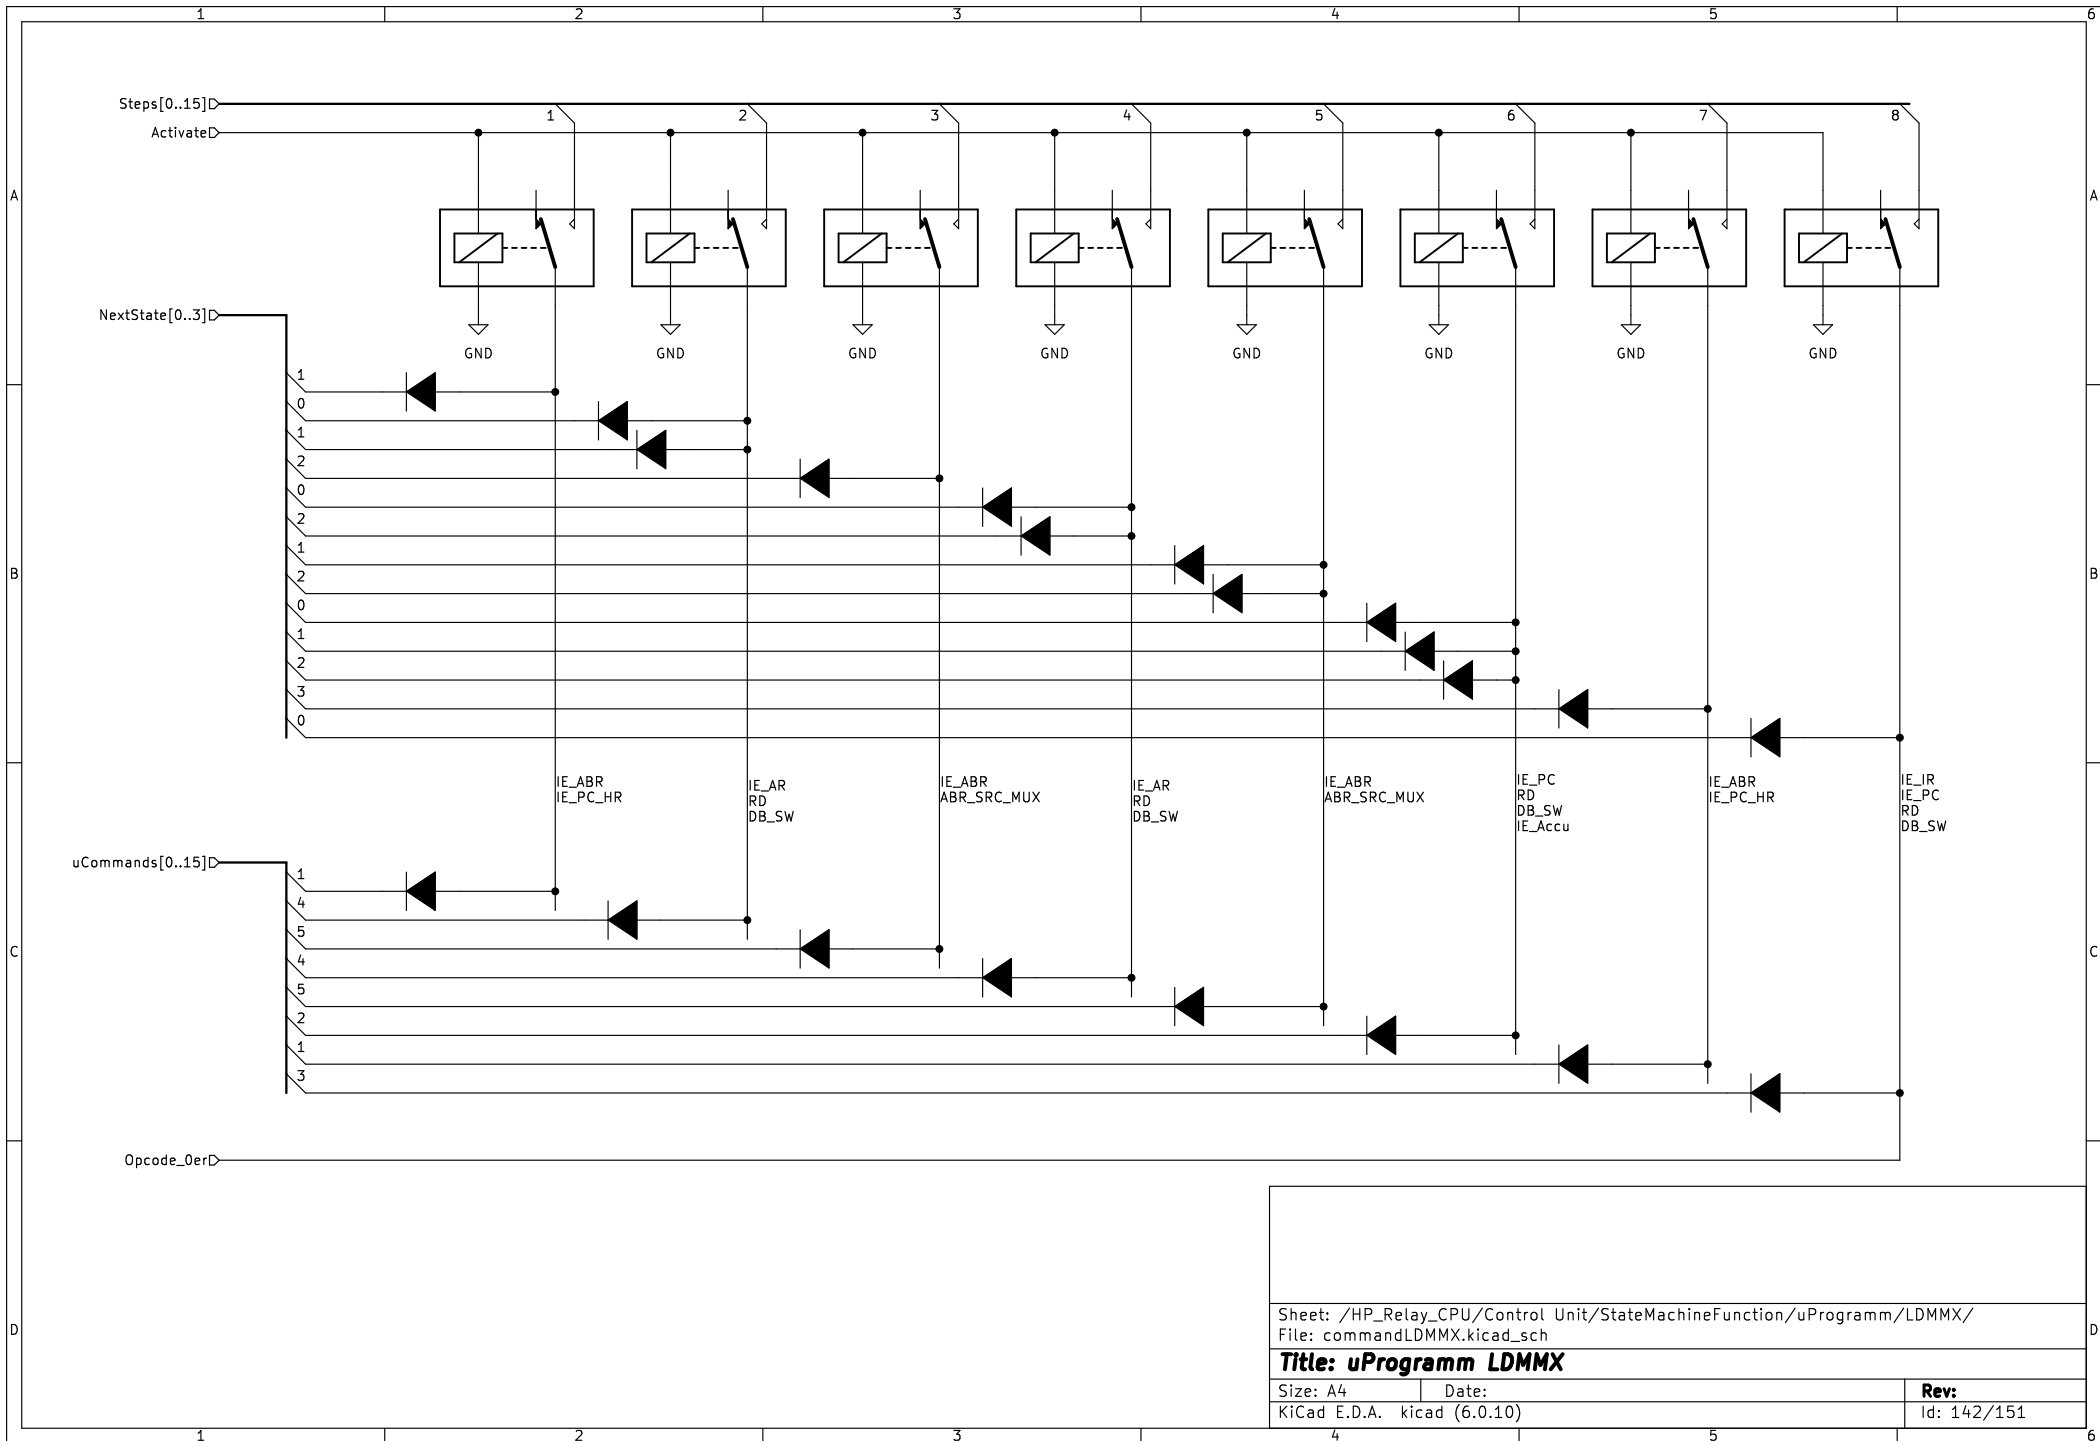 1 2 3 4 5 6
Steps[0..15]
1 2 3 4 5 6 7 8
Activate
A A
NextState[0..3]
GND GND GND GND GND GND GND GND
1
0
1
2
0
2
1
B B
2
0
1
2
3
0
IE_ABR
IE_PC_HR
IE_AR
RD
DB_SW
IE_ABR
ABR_SRC_MUX
IE_AR
RD
DB_SW
IE_ABR
ABR_SRC_MUX
IE_PC
RD
DB_SW
IE_Accu
IE_ABR
IE_PC_HR
IE_IR
IE_PC
RD
DB_SW
uCommands[0..15]
1
4
5
C C
4
5
2
1
3
Opcode_0er
Sheet: /HP_Relay_CPU/Control Unit/StateMachineFunction/uProgramm/LDMMX/
File: commandLDMMX.kicad_sch
D D
Title: uProgramm LDMMX
Size: A4 Date: Rev:
KiCad E.D.A. kicad (6.0.10) Id: 142/151
1 2 3 4 5 6